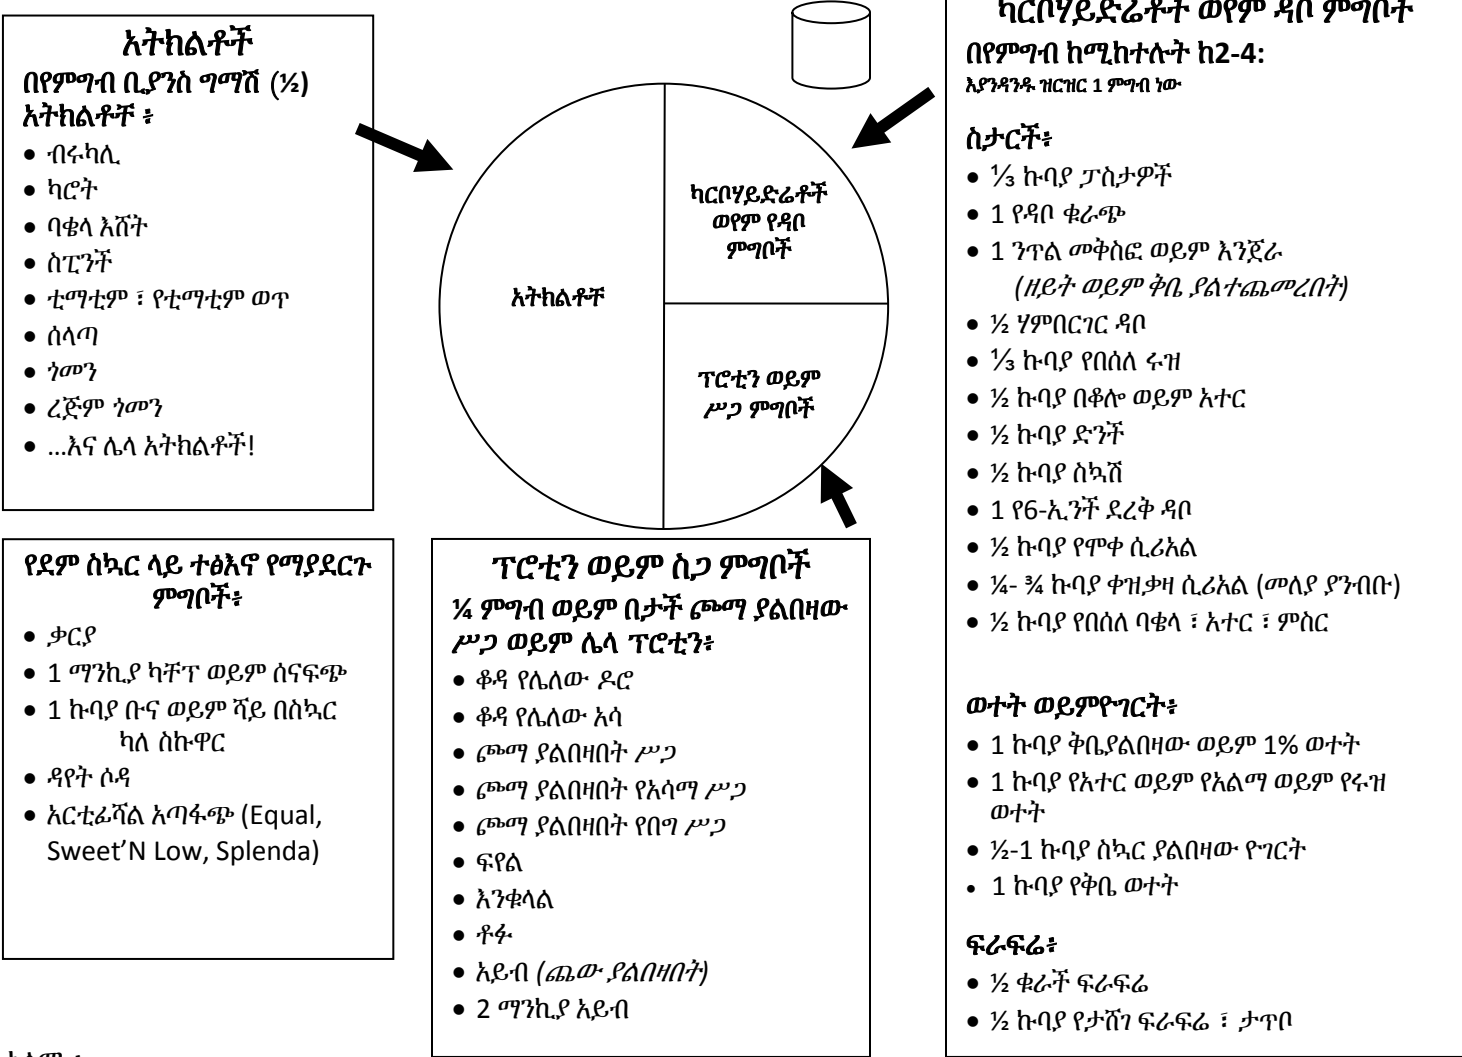 አትክልቶች
በየምግብ ቢያንስ ግማሽ (½)
አትክልቶቸ ፥
• ብሩካሊ
• ካሮት
• ባቄላ እሸት
• ስፒንች
• ቲማቲም ፣ የቲማቲም ወጥ
• ሰላጣ
• ጎመን
• ረጅም ጎመን
• ...እና ሌላ አትክልቶች!
አትክልቶቸ
ካርቦሃይድሬቶች
ወየም የዳቦ
ምግቦች
ፕሮቲን ወይም
ሥጋ ምግቦች
ካርቦሃይድሬቶት ወየም ዳቦ ምግቦት
በየምግብ ከሚከተሉት ከ2-4:
እያንዳንዱ ዝርዝር 1 ምግብ ነው
ስታርች፥
• ⅓ ኩባያ ፓስታዎች
• 1 የዳቦ ቁራጭ
• 1 ንጥል መቅስፎ ወይም እንጀራ
(ዘይት ወይም ቅቤ ያልተጨመረበት)
• ½ ሃምበርገር ዳቦ
• ⅓ ኩባያ የበሰለ ሩዝ
• ½ ኩባያ በቆሎ ወይም አተር
• ½ ኩባያ ድንች
• ½ ኩባያ ስኳሽ
• 1 የ6-ኢንች ደረቅ ዳቦ
• ½ ኩባያ የሞቀ ሲሪአል
• ¼- ¾ ኩባያ ቀዝቃዛ ሲሪአል (መለያ ያንብቡ)
• ½ ኩባያ የበሰለ ባቄላ ፣ አተር ፣ ምስር
ወተት ወይምዮገርት፥
• 1 ኩባያ ቅቤያልበዛው ወይም 1% ወተት
• 1 ኩባያ የአተር ወይም የአልማ ወይም የሩዝ
ወተት
• ½-1 ኩባያ ስኳር ያልበዛው ዮገርት
• 1 ኩባያ የቅቤ ወተት
ፍራፍሬ፥
• ½ ቁራች ፍራፍሬ
• ½ ኩባያ የታሸገ ፍራፍሬ ፣ ታጥቦ
የደም ስኳር ላይ ተፅእኖ የማያደርጉ
ምግቦች፥
• ቃርያ
• 1 ማንኪያ ካቸፕ ወይም ሰናፍጭ
• 1 ኩባያ ቡና ወይም ሻይ በስኳር
ካለ ስኩዋር
• ዳየት ሶዳ
• አርቲፊሻል አጣፋጭ (Equal,
Sweet'N Low, Splenda)
ፕሮቲን ወይም ስጋ ምግቦች
¼ ምግብ ወይም በታች ጮማ ያልበዛው
ሥጋ ወይም ሌላ ፕሮቲን፥
• ቆዳ የሌለው ዶሮ
• ቆዳ የሌለው አሳ
• ጮማ ያልበዛበት ሥጋ
• ጮማ ያልበዛበት የአሳማ ሥጋ
• ጮማ ያልበዛበት የበግ ሥጋ
• ፍየል
• እንቁላል
• ቶፉ
• አይብ (ጨው ያልበዛበት)
• 2 ማንኪያ አይብ